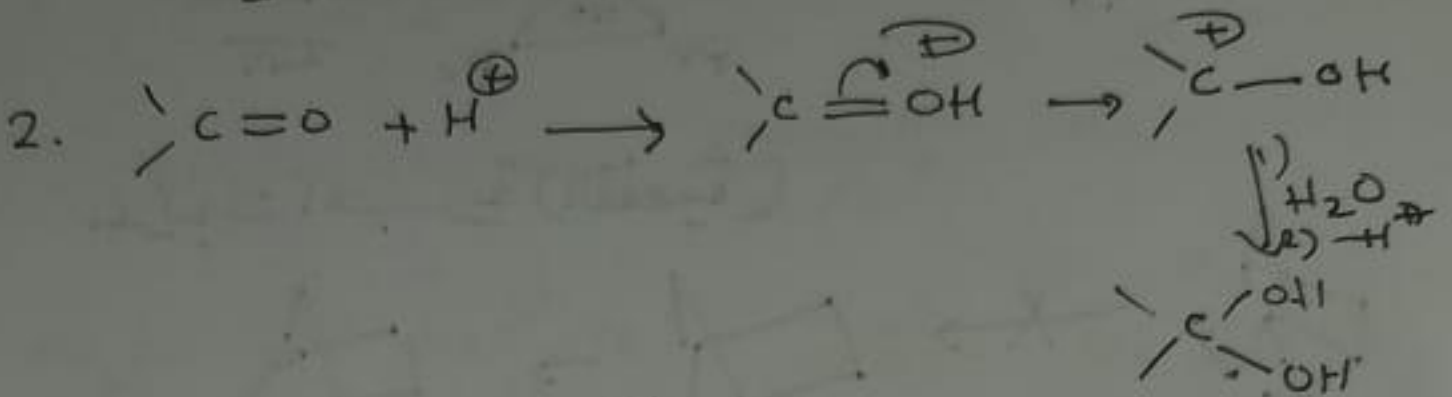 2. C=O + H⊕ → C=OH⊕ → C⊕—OH
1) H2O
2) -H+
C OH
OH